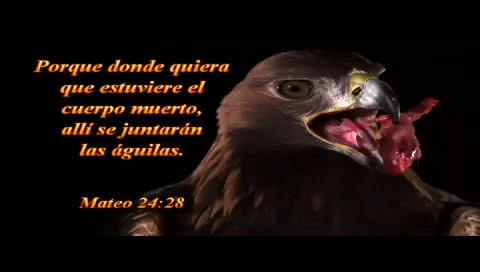 Porque donde quiera
que estuviere el
cuerpo muerto,
allí se juntarán
las águilas.
Mateo 24:28